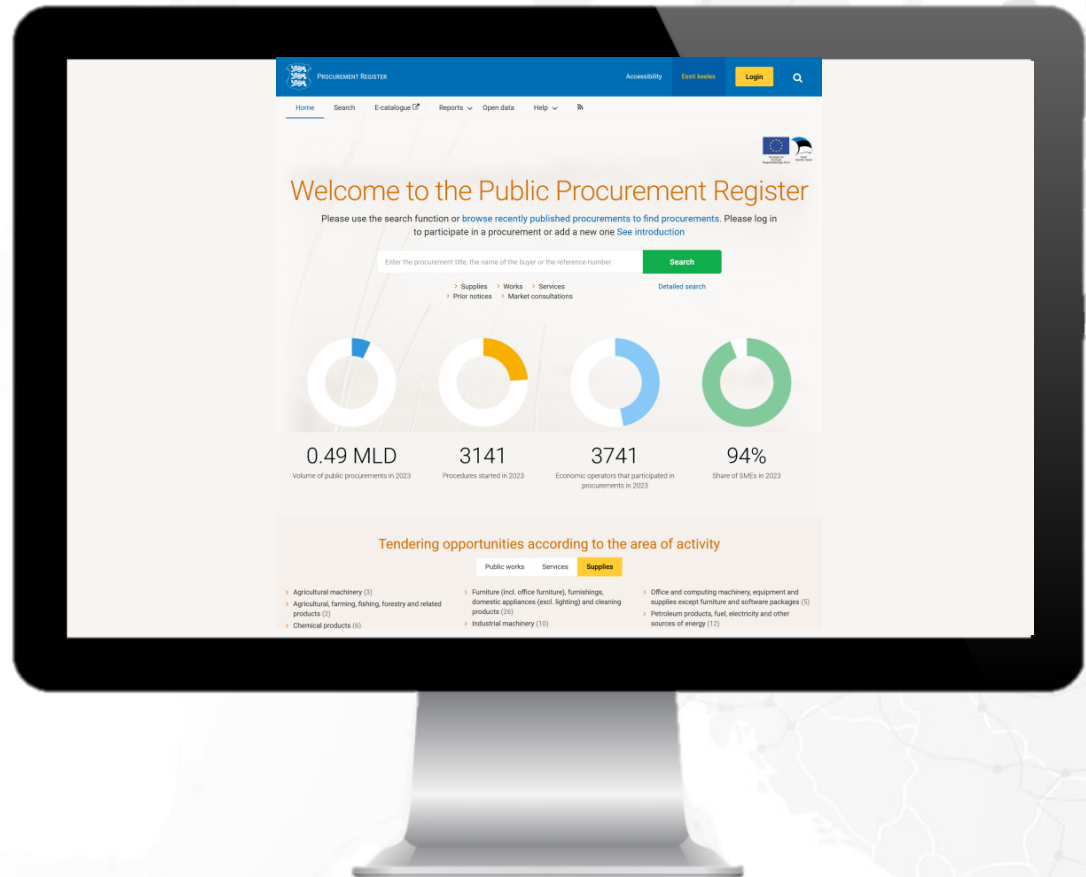 PROCUREMENT REGISTER
Accessibility
Eesti keeles
Login
Home
Search
E-catalogue
Reports
Open data
Help
Welcome to the Public Procurement Register
Please use the search function or browse recently published procurements to find procurements. Please log in
to participate in a procurement or add a new one See introduction
Enter the procurement title, the name of the buyer or the reference number
Search
> Supplies > Works > Services
Detailed search
> Prior notices > Market consultations
0.49 MLD
Volume of public procurements in 2023
3141
Procedures started in 2023
3741
Economic operators that participated in
procurements in 2023
94%
Share of SMEs in 2023
Tendering opportunities according to the area of activity
Public works
Services
Supplies
> Agricultural machinery (3)
> Agricultural, farming, fishing, forestry and related
products (2)
> Chemical products (6)
> Furniture (incl. office furniture), furnishings,
domestic appliances (excl. lighting) and cleaning
products (26)
> Industrial machinery (10)
> Office and computing machinery, equipment and
supplies except furniture and software packages (5)
> Petroleum products, fuel, electricity and other
sources of energy (12)